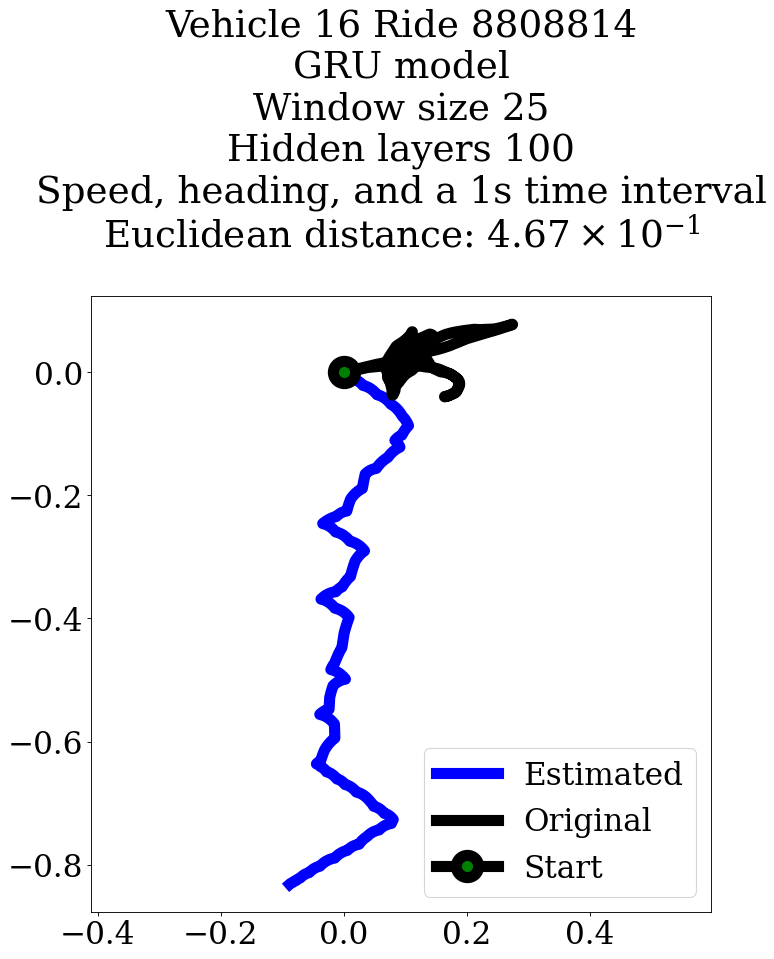 Vehicle 16 Ride 8808814
GRU model
Window size 25
Hidden layers 100
Speed, heading, and a 1s time interval
Euclidean distance: 4.67 × 10⁻¹
0.0
−0.2
−0.4
−0.6
−0.8
Estimated
Original
Start
−0.4 −0.2 0.0 0.2 0.4